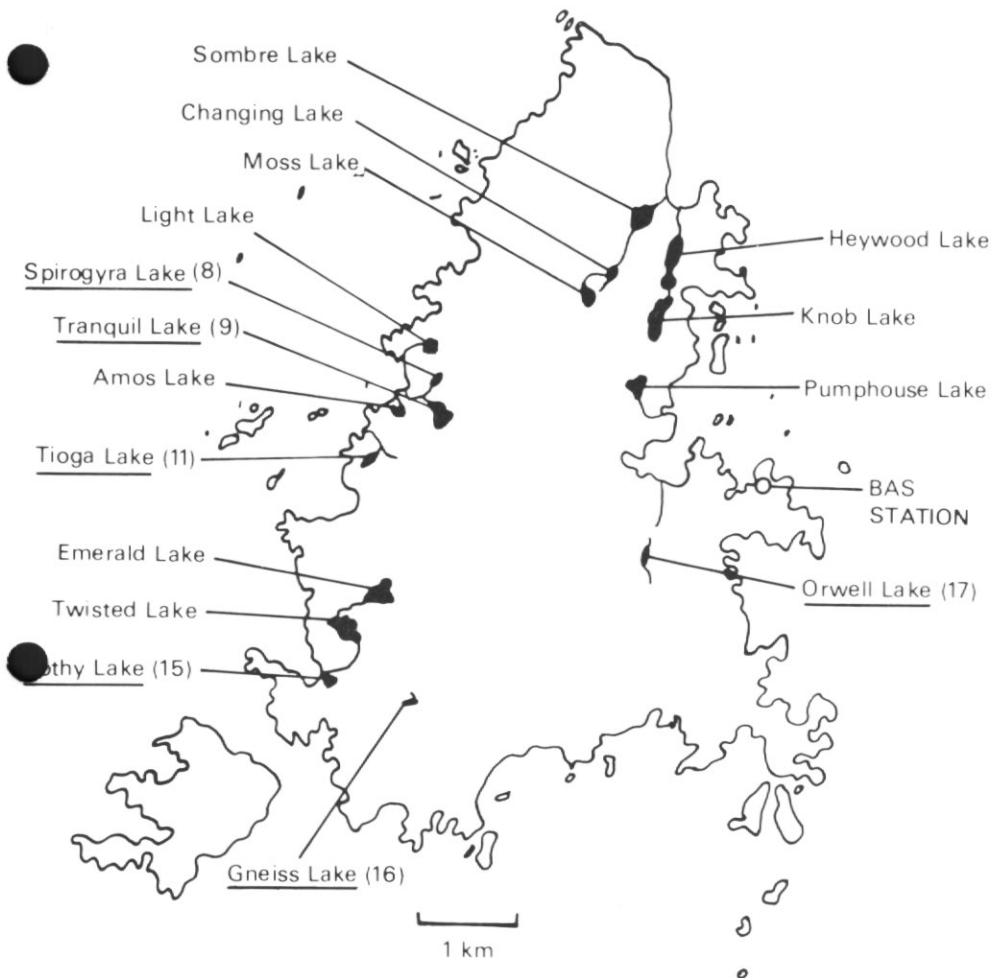 Sombre Lake
Changing Lake
Moss Lake
Light Lake
Spirogyra Lake (8)
Tranquil Lake (9)
Amos Lake
Tioga Lake (11)
Emerald Lake
Twisted Lake
Lake (15)
Gneiss Lake (16)
Heywood Lake
Knob Lake
Pumphouse Lake
BAS
STATION
Orwell Lake (17)
1 km